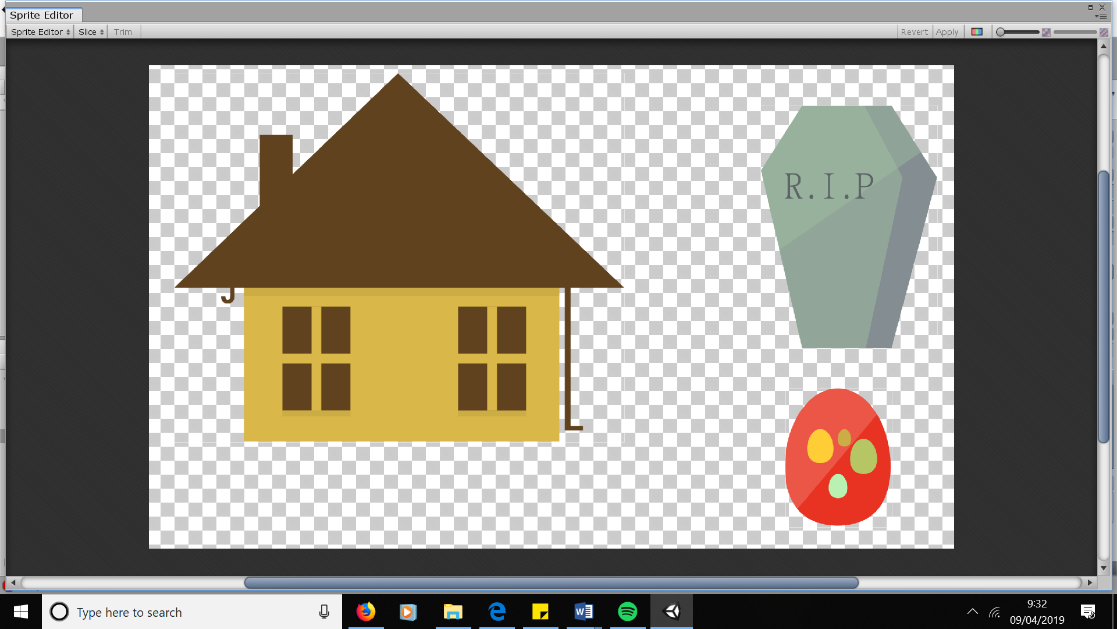 Sprite Editor
Sprite Editor Slice Trim Revert Apply
R.I.P
Type here to search
9:32
09/04/2019